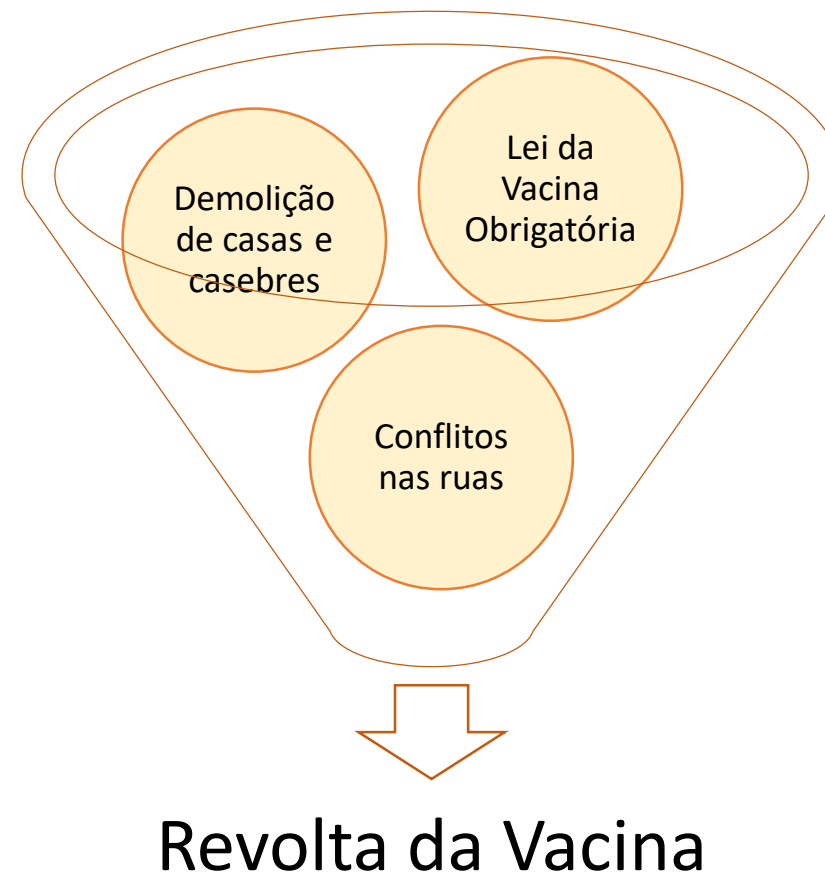 Demolição
de casas e
casebres
Lei da
Vacina
Obrigatória
Conflitos
nas ruas
Revolta da Vacina